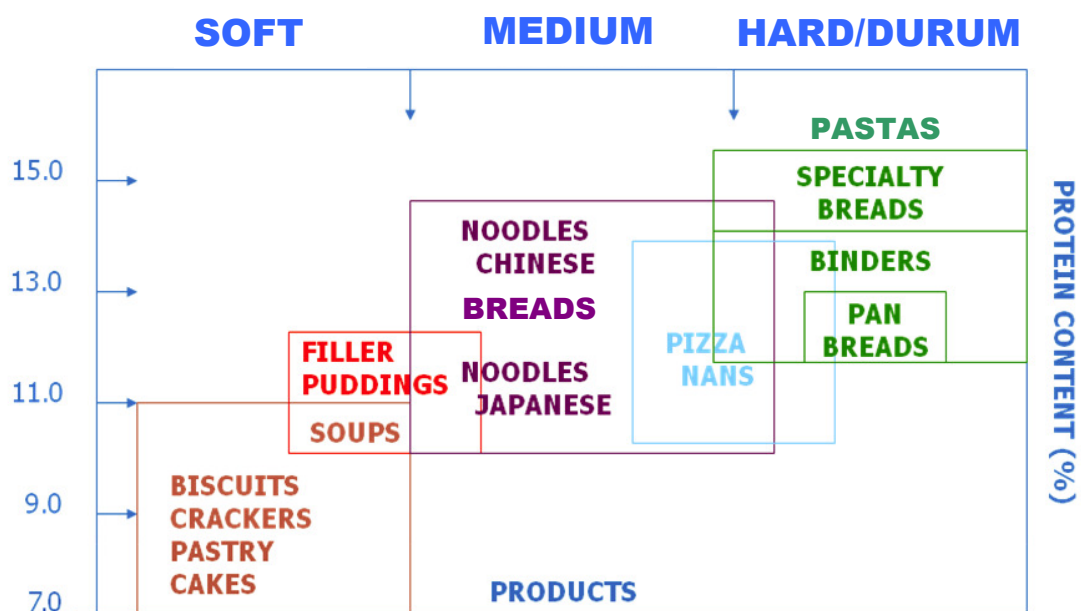 SOFT MEDIUM HARD/DURUM
PASTAS
15.0
SPECIALTY
BREADS
NOODLES
CHINESE
BINDERS
13.0
BREADS
PAN
BREADS
PIZZA
NANS
FILLER
PUDDINGS
NOODLES
JAPANESE
11.0
SOUPS
BISCUITS
CRACKERS
PASTRY
CAKES
9.0
7.0
PRODUCTS
PROTEIN CONTENT (%)